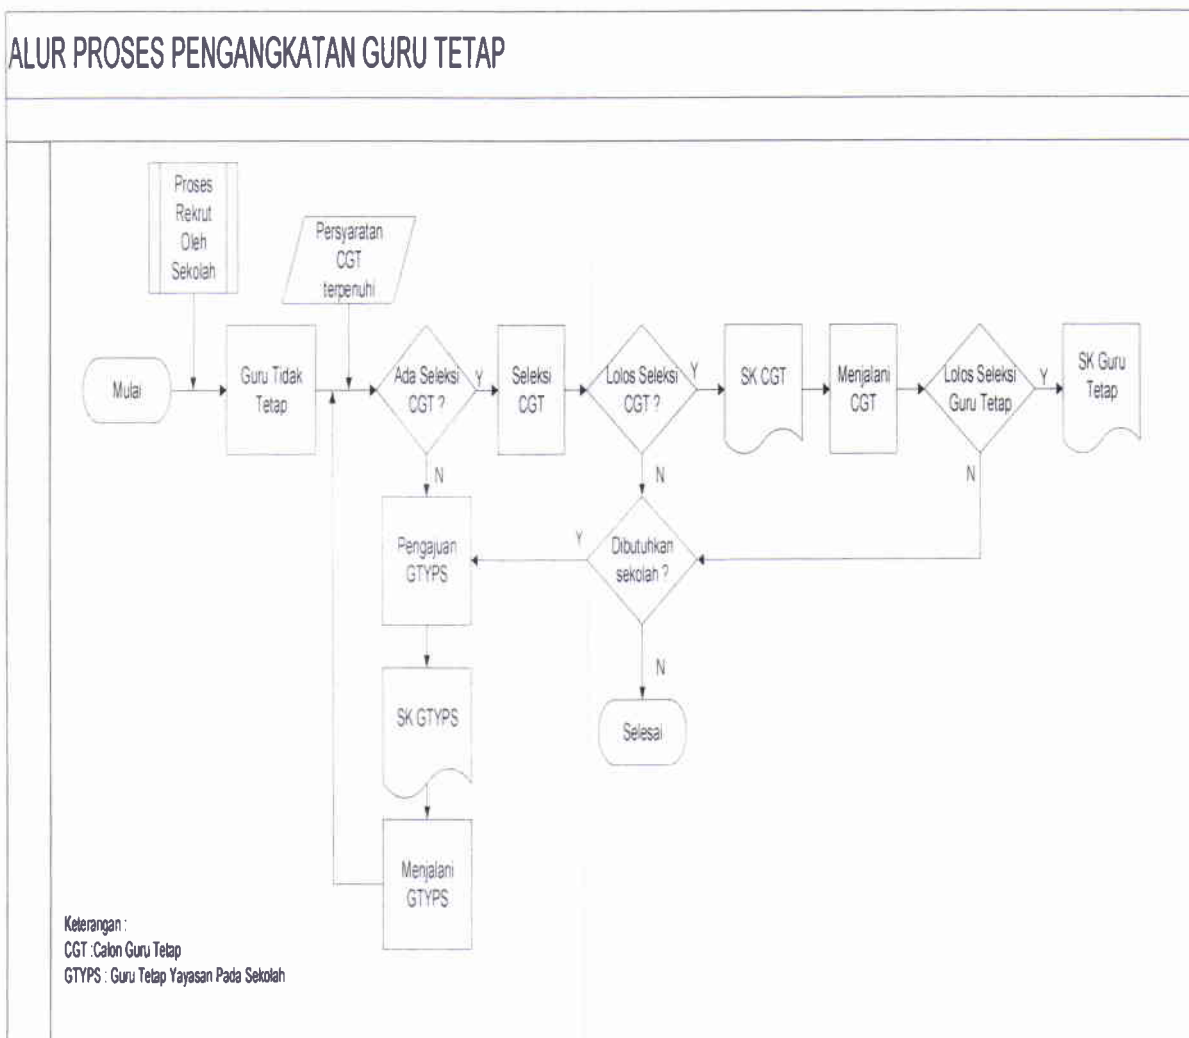 ALUR PROSES PENGANGKATAN GURU TETAP
Proses
Rekrut
Oleh
Sekolah
Persyaratan
CGT
terpenuhi
Mulai
Guru Tidak
Tetap
Ada Seleksi
CGT ?
Y
Seleksi
CGT
Lolos Seleksi
CGT ?
Y
SK CGT
Menjalani
CGT
Lolos Seleksi
Guru Tetap
Y
SK Guru
Tetap
N
N
N
Pengajuan
GTYPS
Y
Dibutuhkan
sekolah ?
N
SK GTYPS
Selesai
Menjalani
GTYPS
Keterangan :
CGT :Calon Guru Tetap
GTYPS : Guru Tetap Yayasan Pada Sekolah